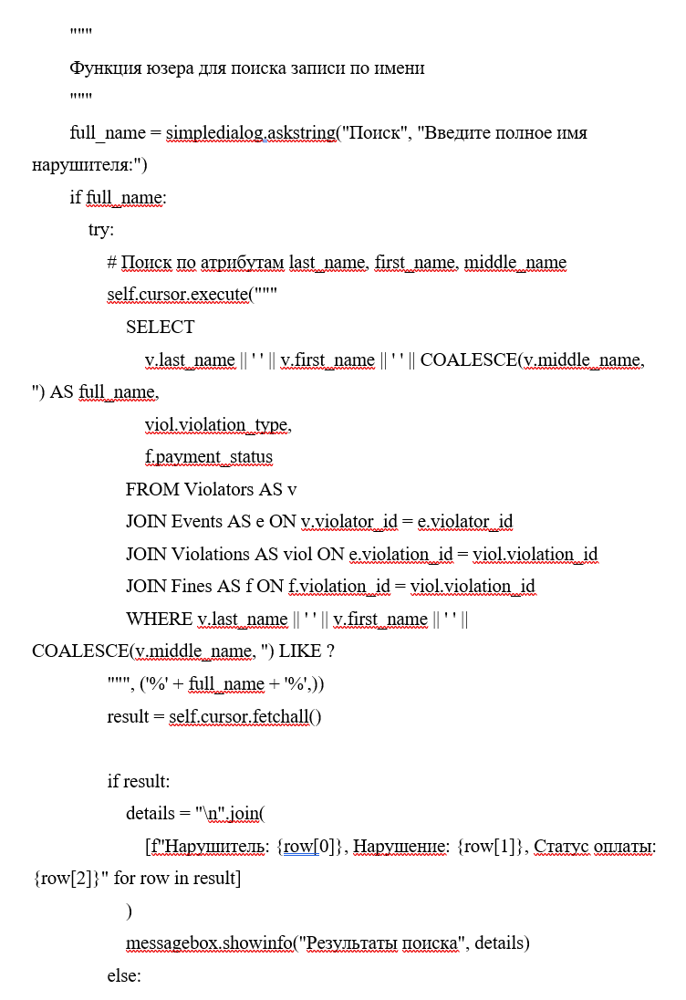 """
Функция юзера для поиска записи по имени
"""
full_name = simpledialog.askstring("Поиск", "Введите полное имя
нарушителя:")
if full_name:
try:
# Поиск по атрибутам last_name, first_name, middle_name
self.cursor.execute("""
SELECT
v.last_name || ' ' || v.first_name || ' ' || COALESCE(v.middle_name,
'') AS full_name,
viol.violation_type,
f.payment_status
FROM Violators AS v
JOIN Events AS e ON v.violator_id = e.violator_id
JOIN Violations AS viol ON e.violation_id = viol.violation_id
JOIN Fines AS f ON f.violation_id = viol.violation_id
WHERE v.last_name || ' ' || v.first_name || ' ' ||
COALESCE(v.middle_name, '') LIKE ?
""", ('%' + full_name + '%',))
result = self.cursor.fetchall()
if result:
details = "\n".join(
[f"Нарушитель: {row[0]}, Нарушение: {row[1]}, Статус оплаты:
{row[2]}" for row in result]
)
messagebox.showinfo("Результаты поиска", details)
else: